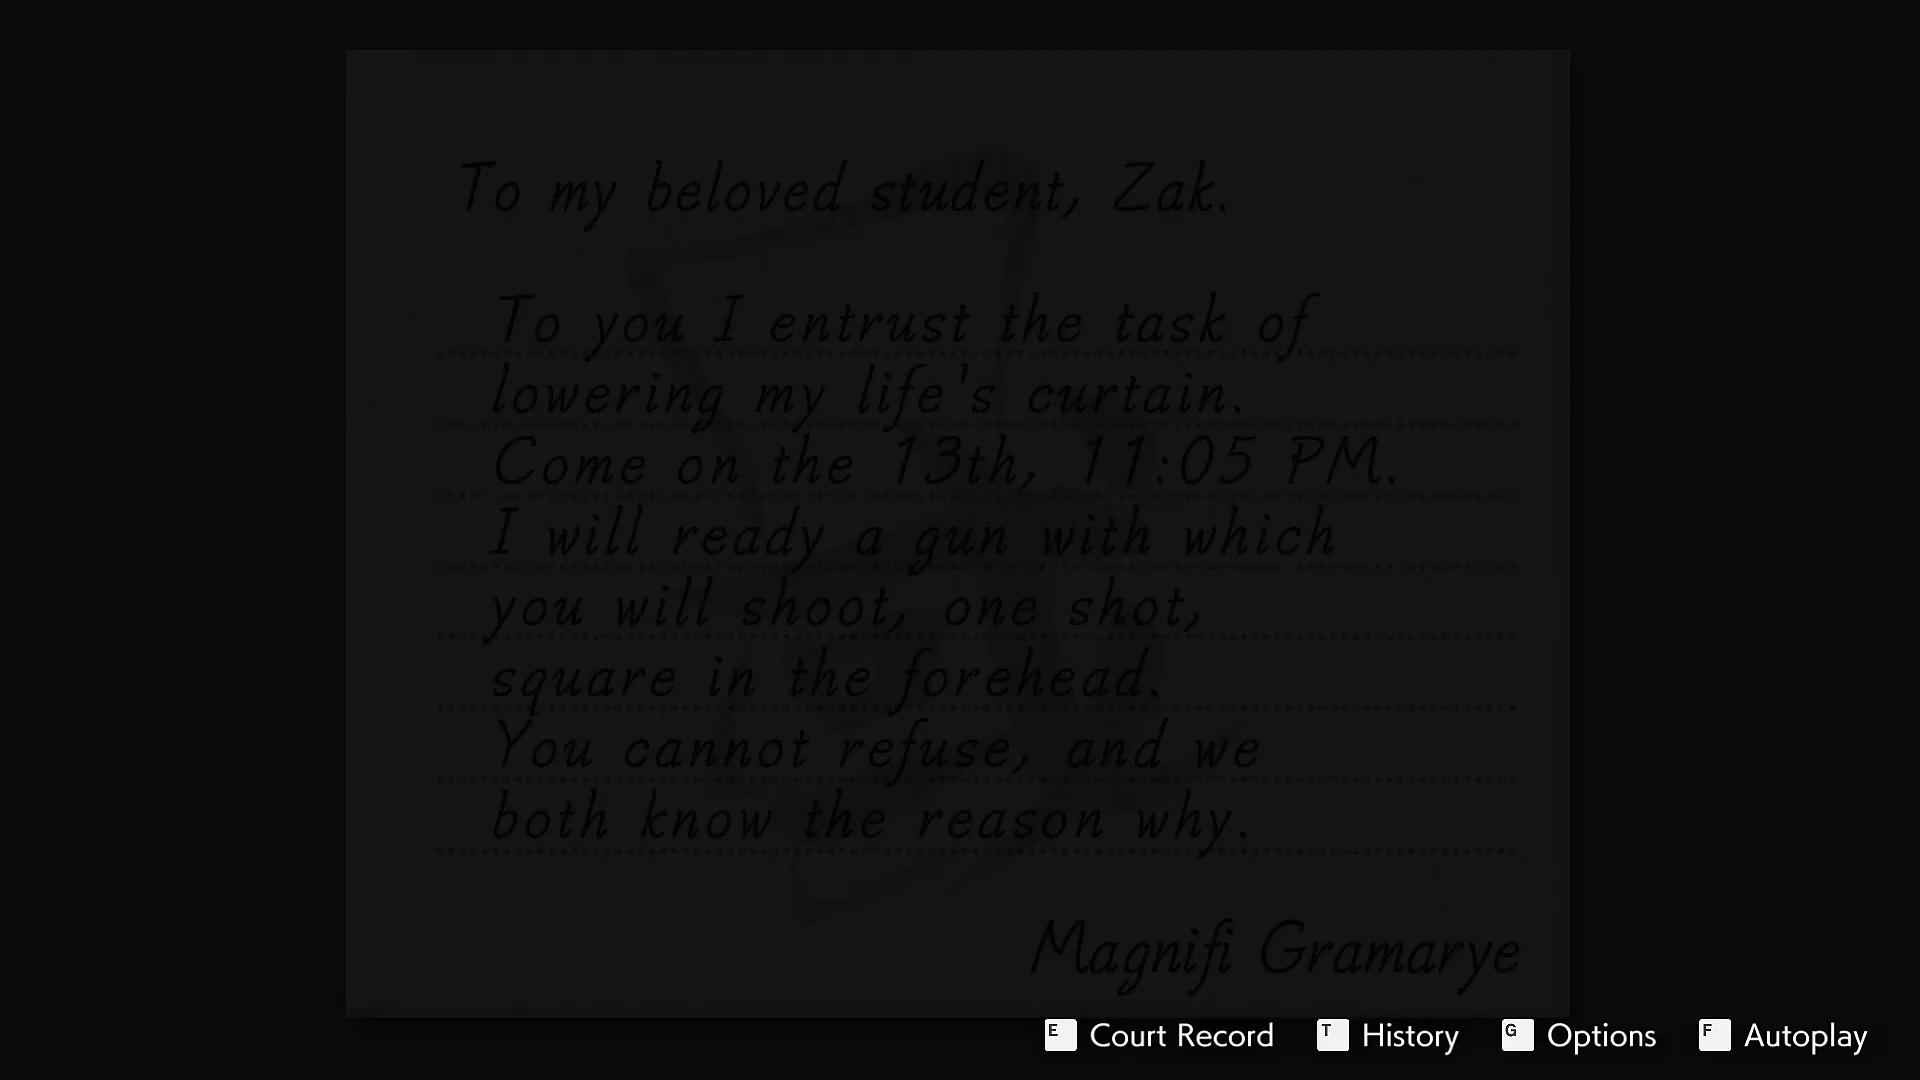 To my beloved student, Zak.
To you I entrust the task of
lowering my life's curtain.
Come on the 13th, 11:05 PM.
I will ready a gun with which
you will shoot, one shot,
square in the forehead.
You cannot refuse, and we
both know the reason why.
Magnifi Gramarye
E Court Record T History G Options F Autoplay